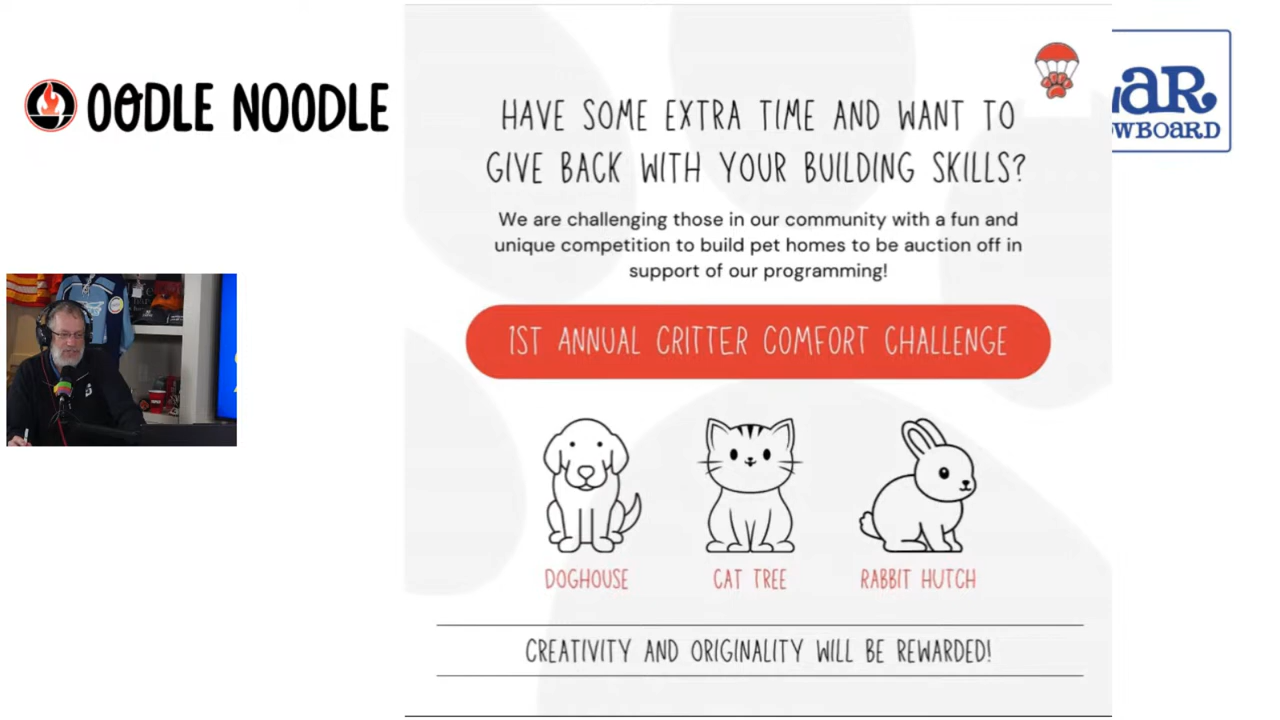 OODLE NOODLE
HAVE SOME EXTRA TIME AND WANT TO
GIVE BACK WITH YOUR BUILDING SKILLS?
We are challenging those in our community with a fun and
unique competition to build pet homes to be auction off in
support of our programming!
1ST ANNUAL CRITTER COMFORT CHALLENGE
DOGHOUSE
CAT TREE
RABBIT HUTCH
CREATIVITY AND ORIGINALITY WILL BE REWARDED!